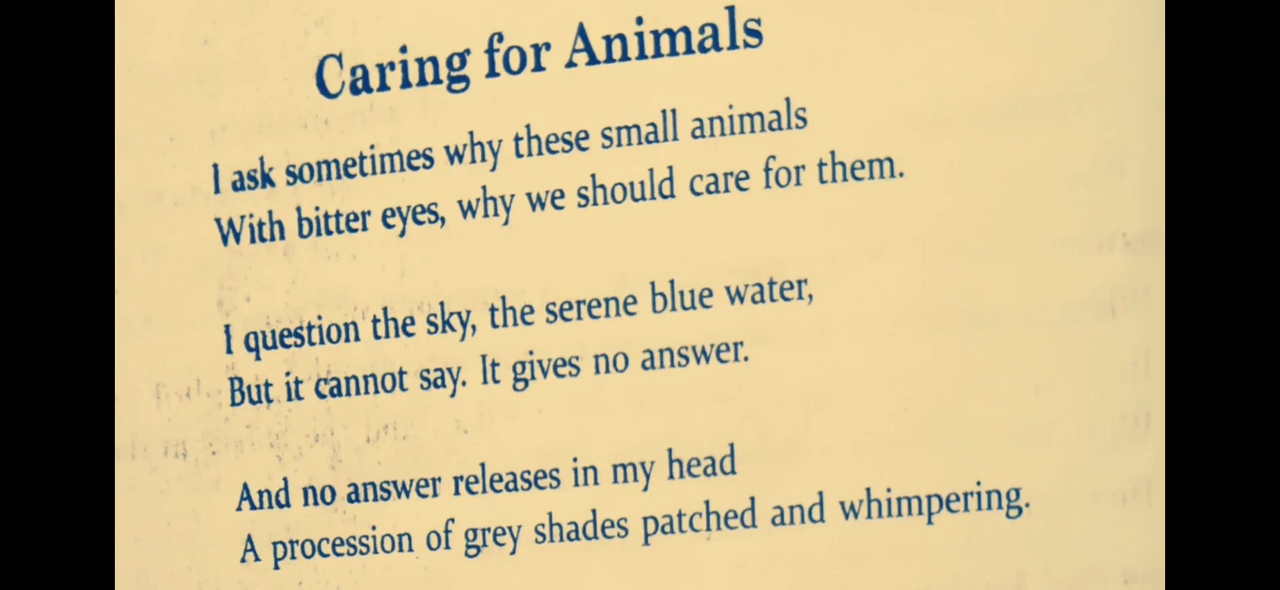 Caring for Animals
I ask sometimes why these small animals
With bitter eyes, why we should care for them.
I question the sky, the serene blue water,
But it cannot say. It gives no answer.
And no answer releases in my head
A procession of grey shades patched and whimpering.